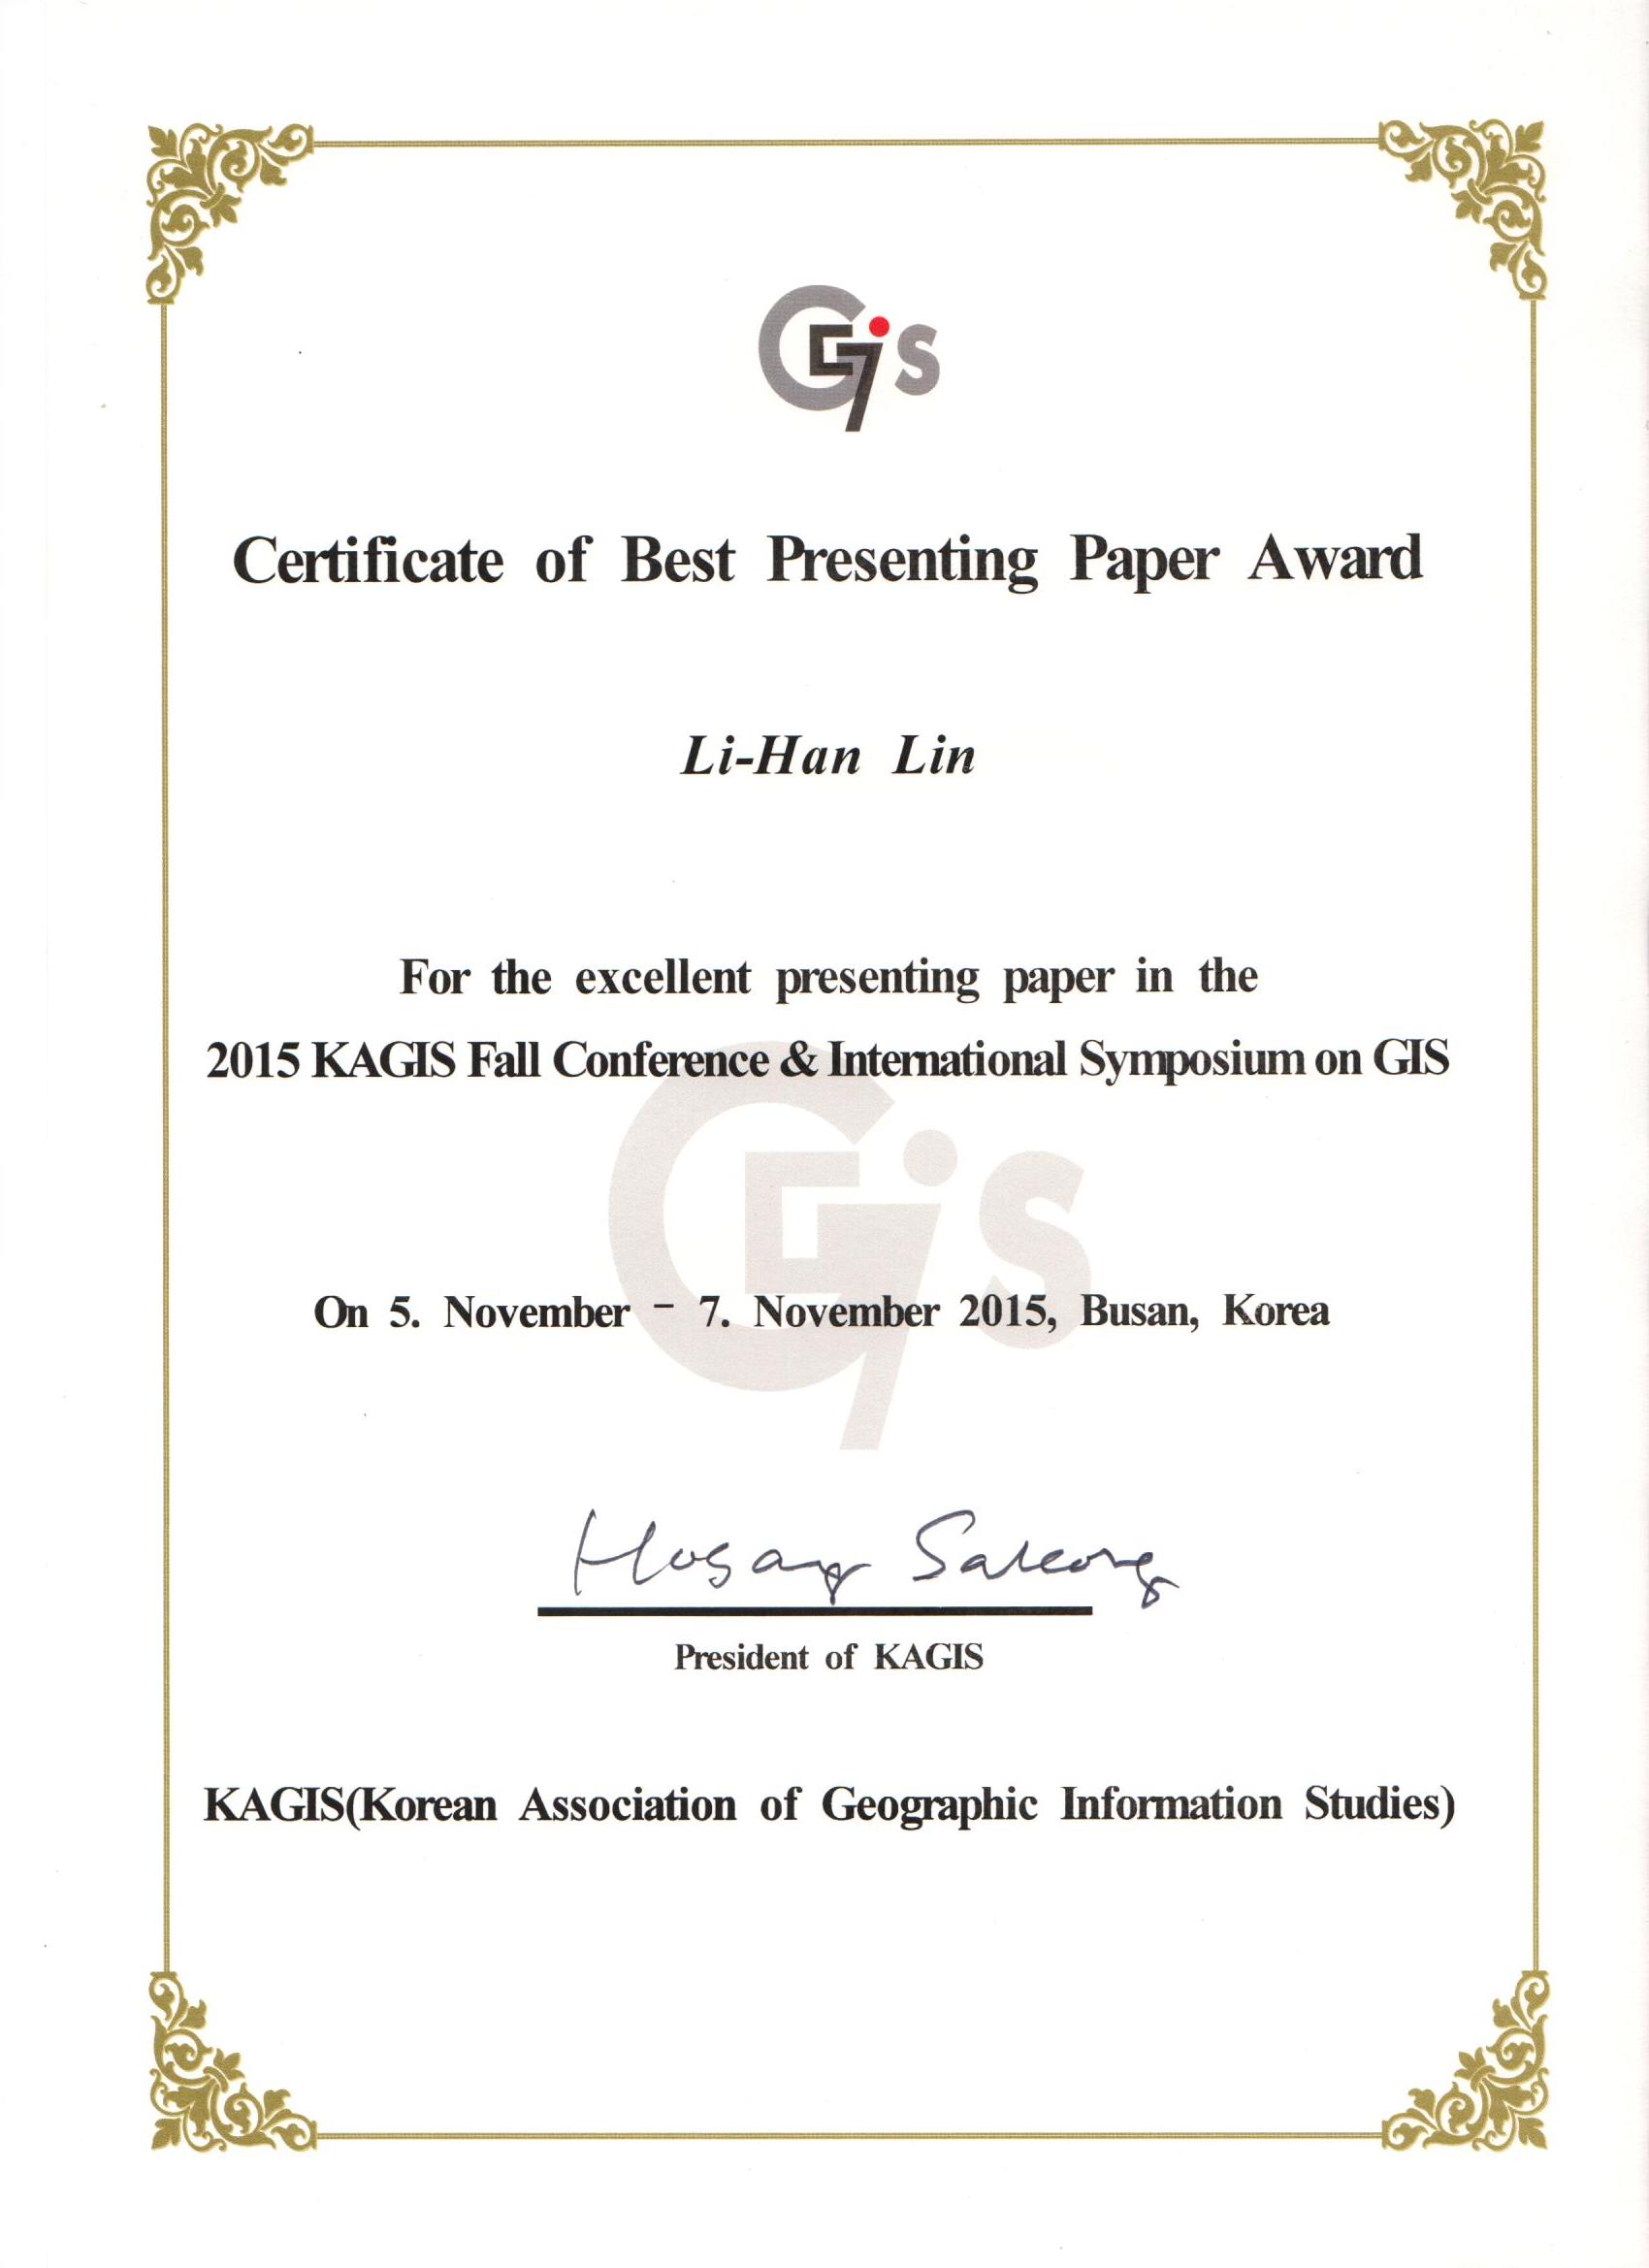 GIS
Certificate of Best Presenting Paper Award
Li-Han Lin
For the excellent presenting paper in the
2015 KAGIS Fall Conference & International Symposium on GIS
GIS
On 5. November - 7. November 2015, Busan, Korea
Hosang Sakong
President of KAGIS
KAGIS(Korean Association of Geographic Information Studies)